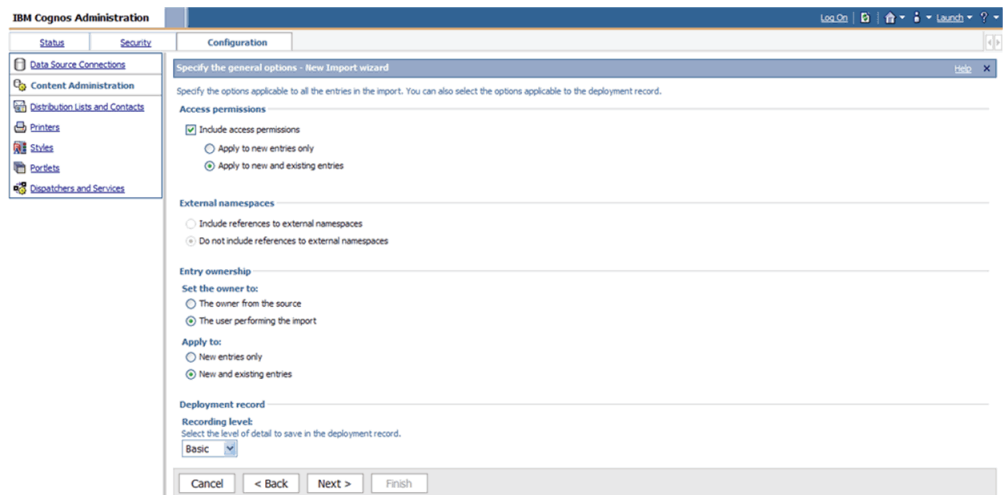 IBM Cognos Administration
Log On Launch ?
Status Security Configuration
Data Source Connections
Content Administration
Distribution Lists and Contacts
Printers
Styles
Portlets
Dispatchers and Services
Specify the general options - New Import wizard Help X
Specify the options applicable to all the entries in the import. You can also select the options applicable to the deployment record.
Access permissions
Include access permissions
Apply to new entries only
Apply to new and existing entries
External namespaces
Include references to external namespaces
Do not include references to external namespaces
Entry ownership
Set the owner to:
The owner from the source
The user performing the import
Apply to:
New entries only
New and existing entries
Deployment record
Recording level:
Select the level of detail to save in the deployment record.
Basic
Cancel < Back Next > Finish